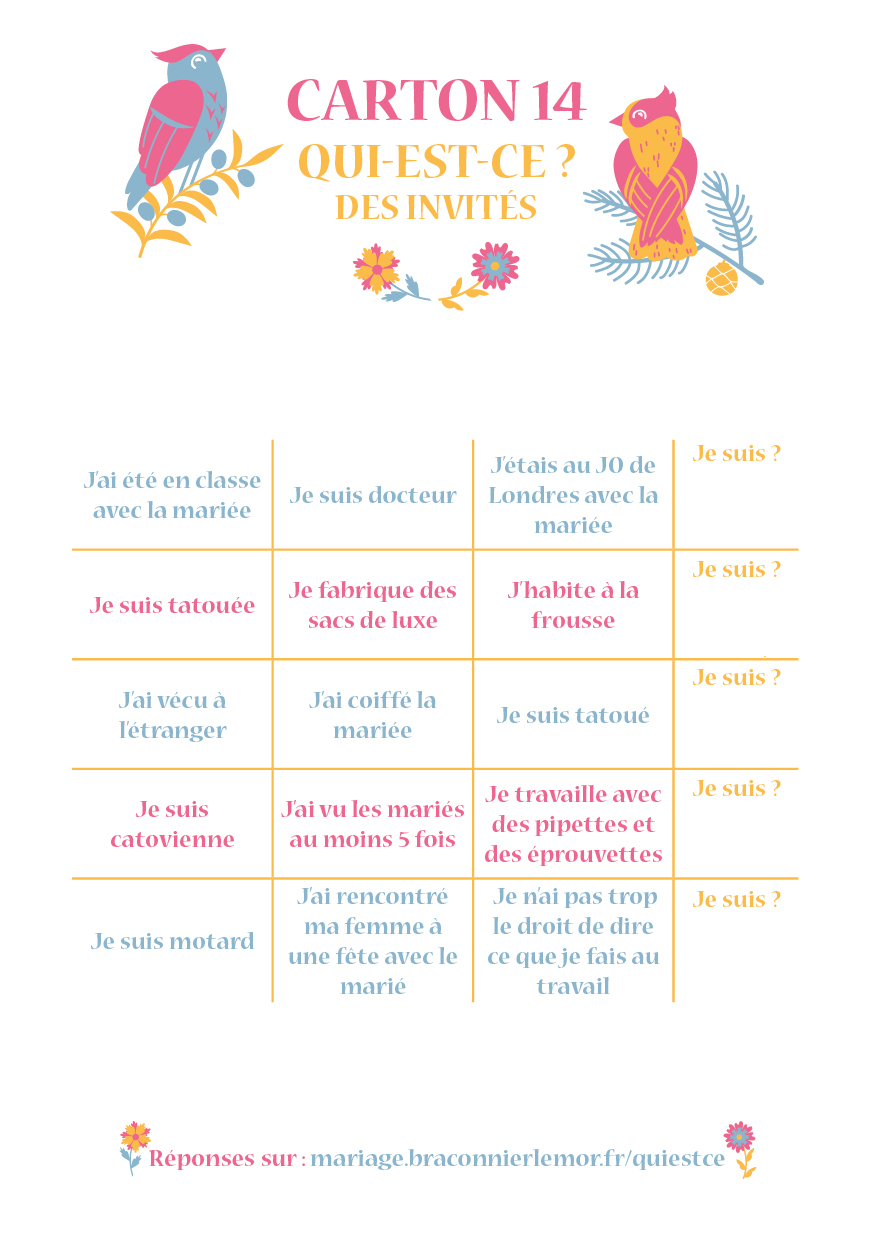 CARTON 14
QUI-EST-CE ?
DES INVITÉS
J'ai été en classe
avec la mariée
Je suis docteur
J'étais au JO de
Londres avec la
mariée
Je suis ?
Je suis tatouée
Je fabrique des
sacs de luxe
J'habite à la
frousse
Je suis ?
J'ai vécu à
l'étranger
J'ai coiffé la
mariée
Je suis tatoué
Je suis ?
Je suis
catovienne
J'ai vu les mariés
au moins 5 fois
Je travaille avec
des pipettes et
des éprouvettes
Je suis ?
Je suis motard
J'ai rencontré
ma femme à
une fête avec le
marié
Je n'ai pas trop
le droit de dire
ce que je fais au
travail
Je suis ?
Réponses sur : mariage.braconnierlemor.fr/quiestce